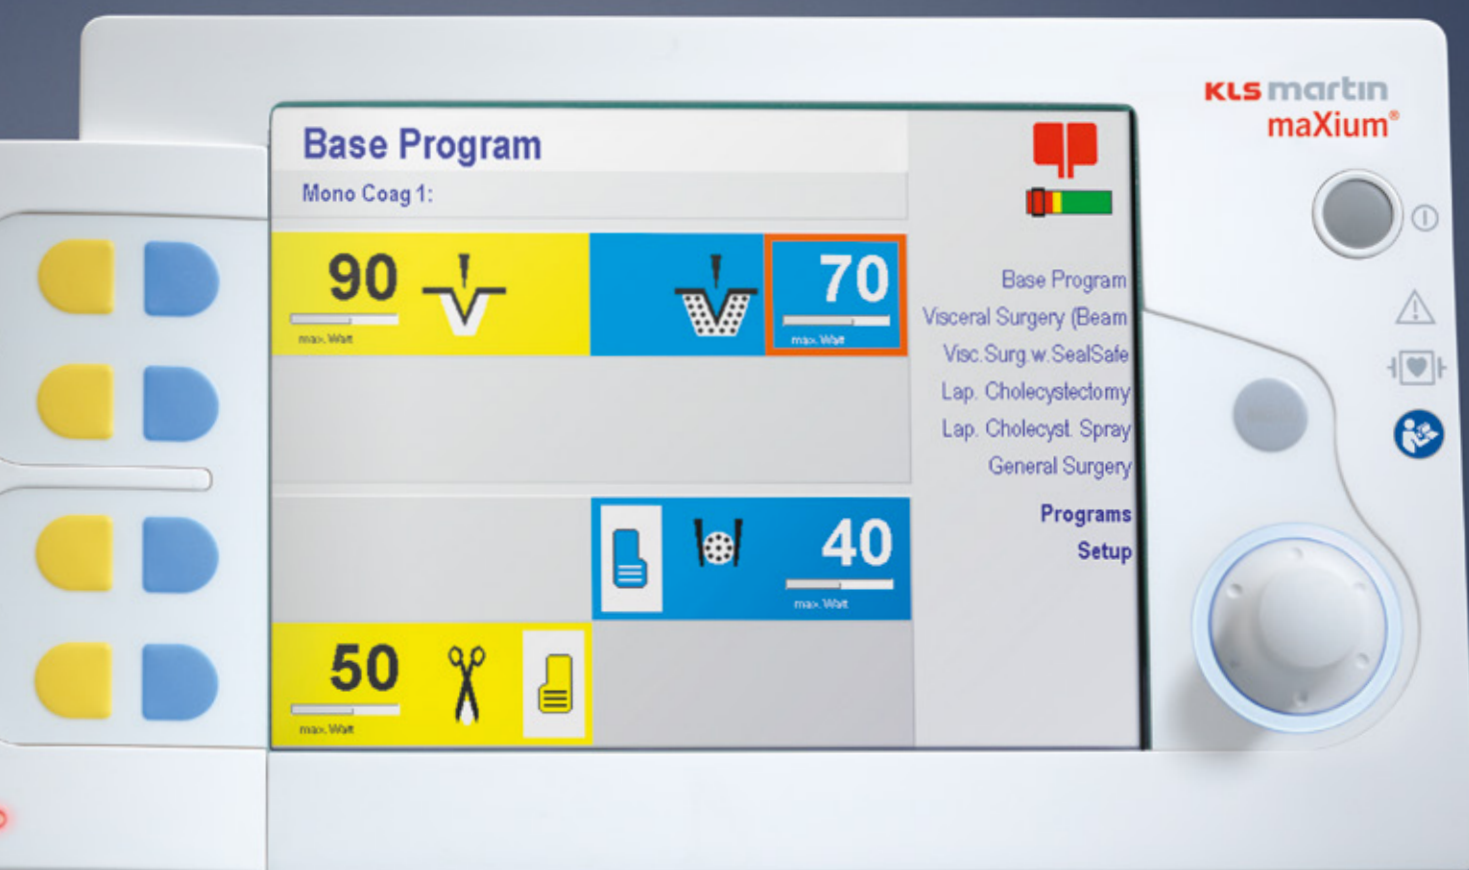 KLS martin
maXium®
Base Program
Mono Coag 1:
90
max. Watt
70
max. Watt
40
max. Watt
50
max. Watt
Base Program
Visceral Surgery (Beam
Visc.Surg.w.SealSafe
Lap. Cholecystectomy
Lap. Cholecyst. Spray
General Surgery
Programs
Setup